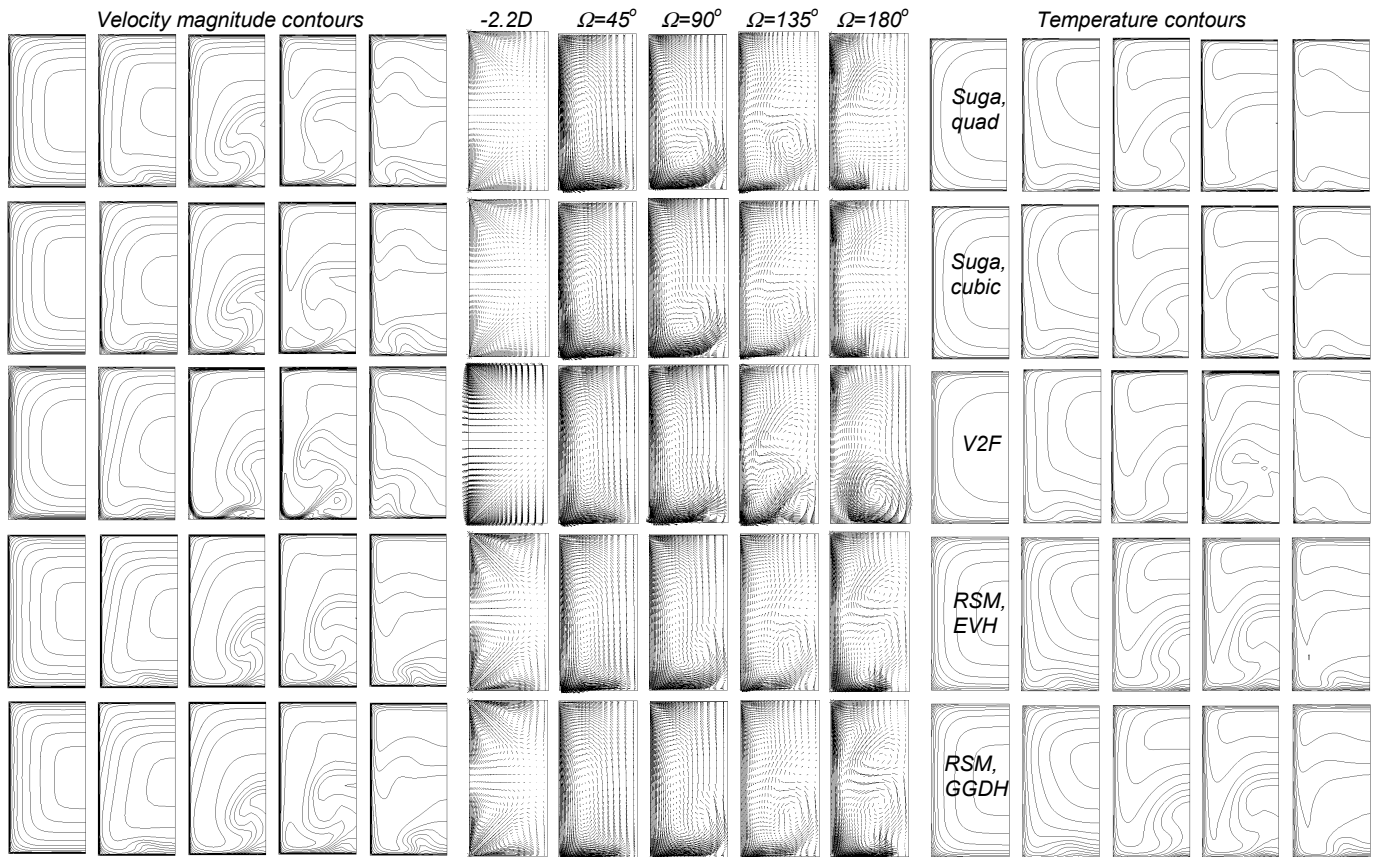 Velocity magnitude contours
-2.2D
Ω=45°
Ω=90°
Ω=135°
Ω=180°
Temperature contours
Suga,
quad
Suga,
cubic
V2F
RSM,
EVH
RSM,
GGDH